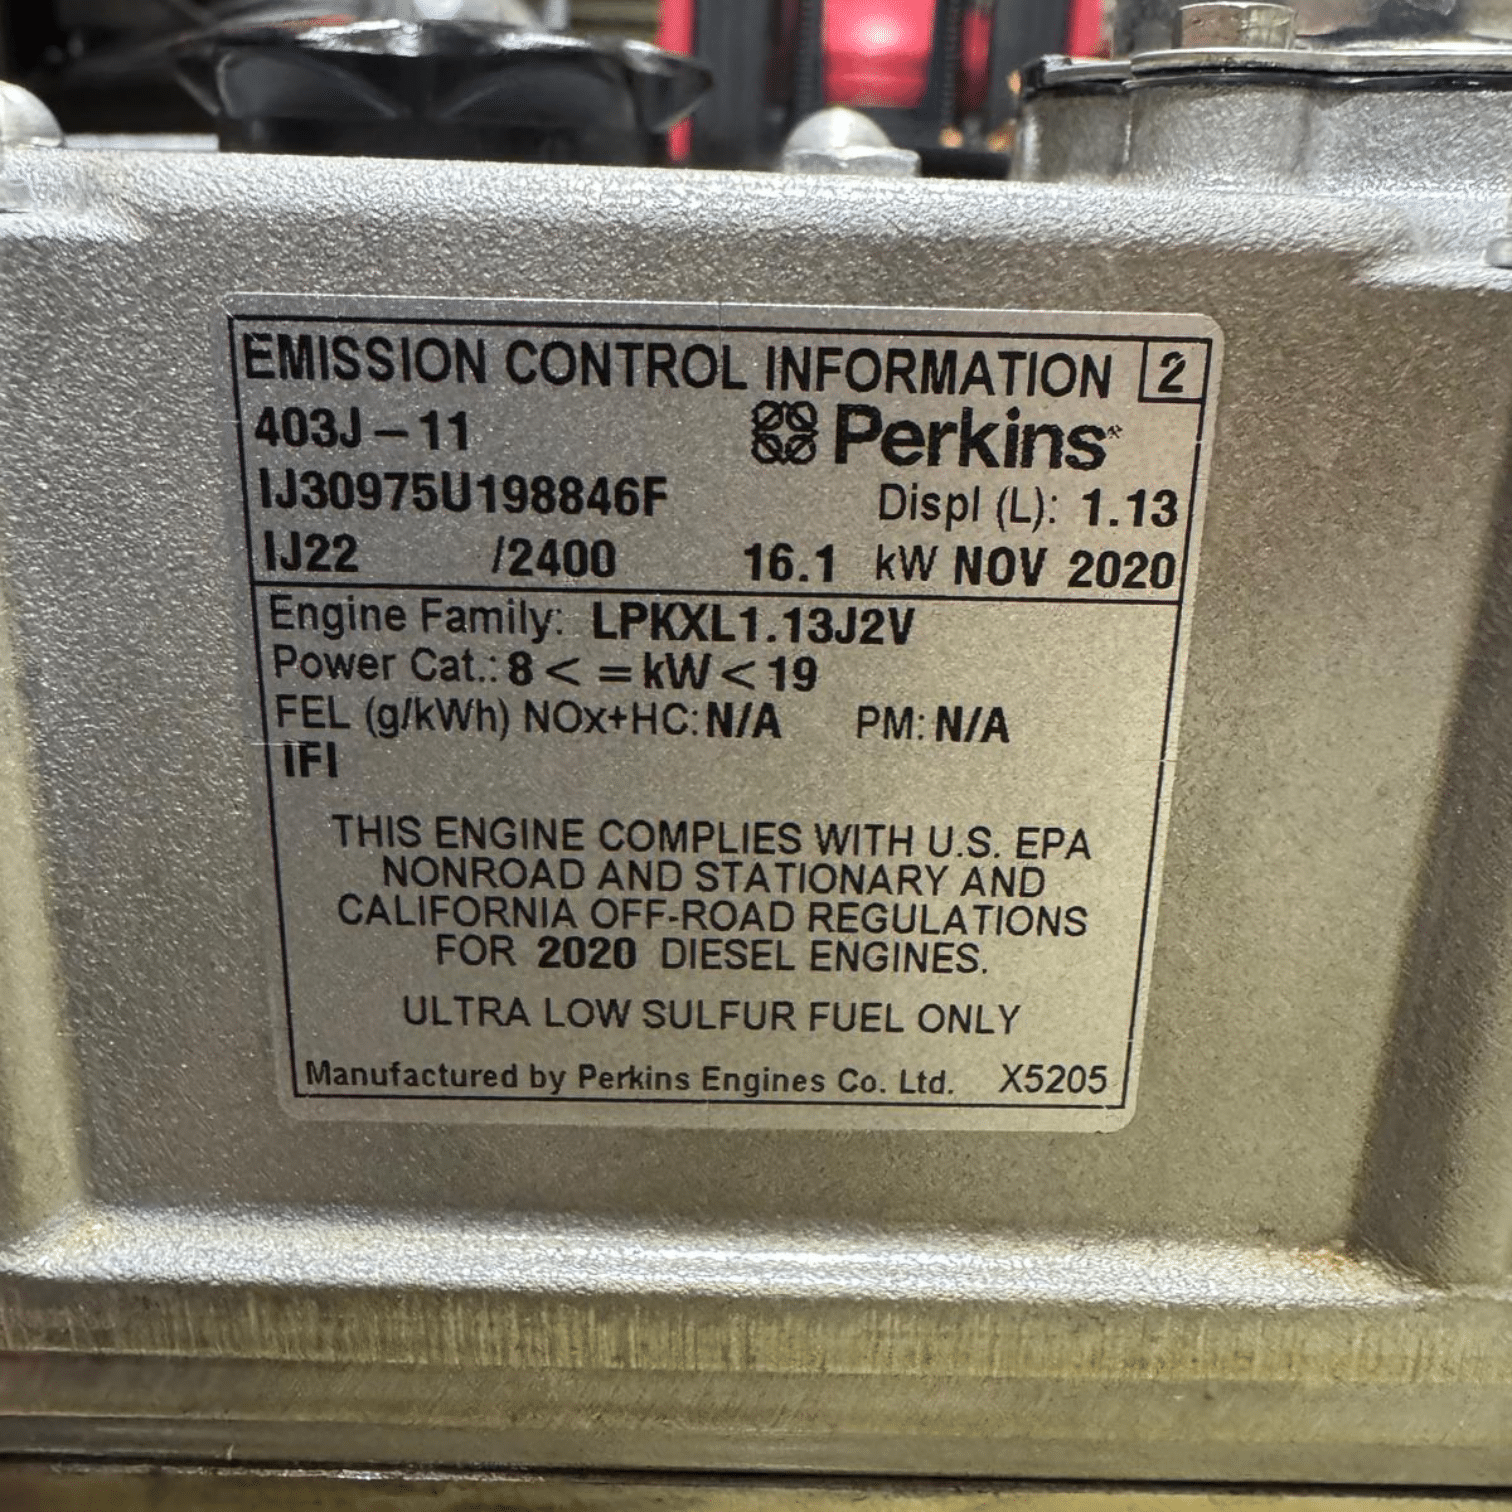 EMISSION CONTROL INFORMATION 2
403J-11 Perkins
IJ30975U198846F Displ (L): 1.13
IJ22 /2400 16.1 kW NOV 2020
Engine Family: LPKXL1.13J2V
Power Cat.: 8 < = kW < 19
FEL (g/kWh) NOx+HC: N/A PM: N/A
IFI
THIS ENGINE COMPLIES WITH U.S. EPA
NONROAD AND STATIONARY AND
CALIFORNIA OFF-ROAD REGULATIONS
FOR 2020 DIESEL ENGINES.
ULTRA LOW SULFUR FUEL ONLY
Manufactured by Perkins Engines Co. Ltd. X5205